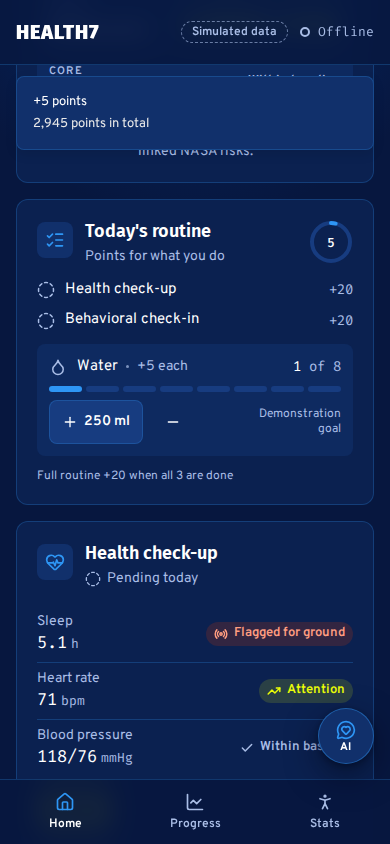 HEALTH7
Simulated data
Offline
CORE
+5 points
2,945 points in total
linked NASA risks.
Today's routine
Points for what you do
5
Health check-up
+20
Behavioral check-in
+20
Water • +5 each
1 of 8
+ 250 ml
−
Demonstration
goal
Full routine +20 when all 3 are done
Health check-up
Pending today
Sleep
5.1 h
Flagged for ground
Heart rate
71 bpm
Attention
Blood pressure
118/76 mmHg
Within
AI
Home
Progress
Stats